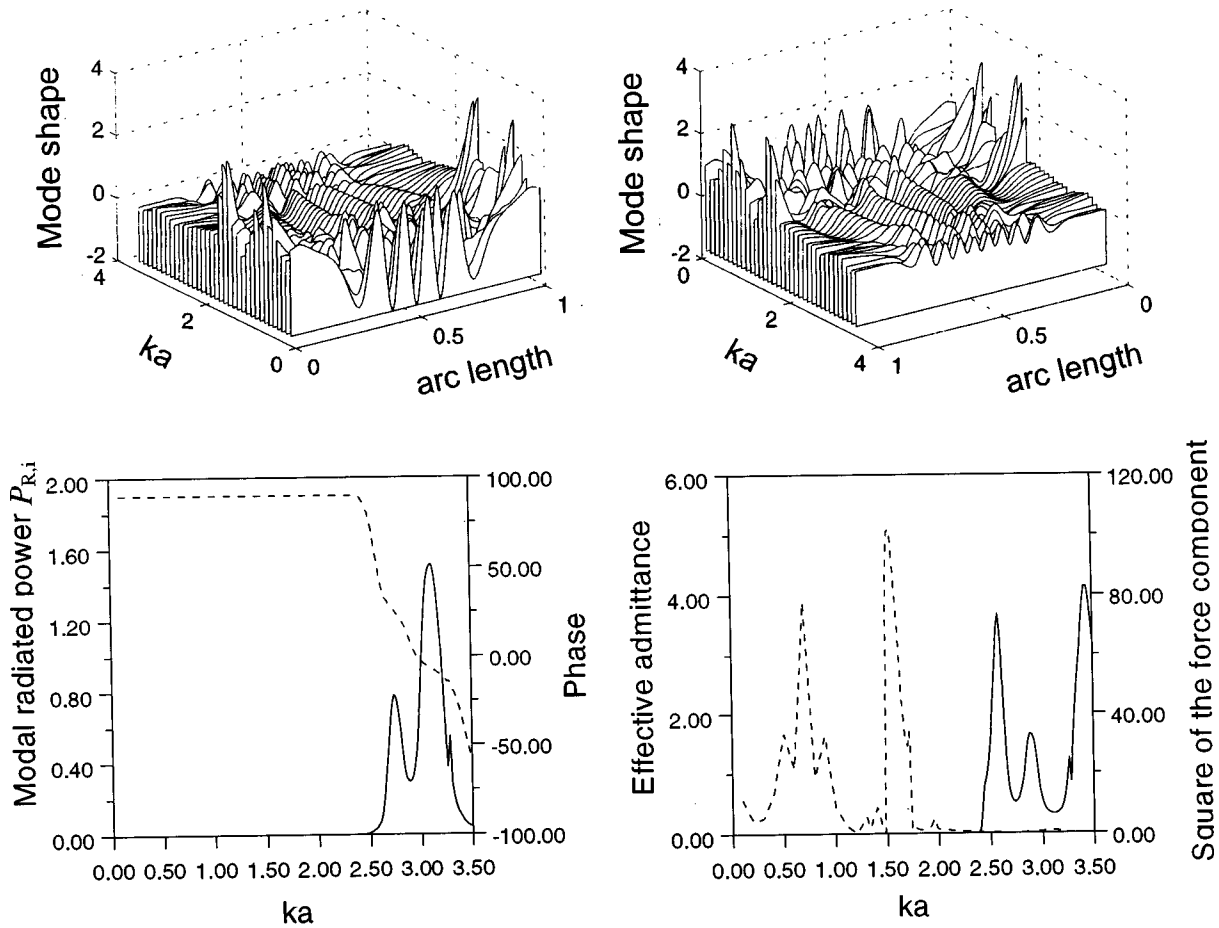 Mode shape
4
2
0
-2
4
2
0
ka
0
0.5
1
arc length
Mode shape
4
2
0
-2
0
2
4
ka
1
0.5
0
arc length
Modal radiated power P_R,i
2.00
1.60
1.20
0.80
0.40
0.00
100.00
50.00
0.00
-50.00
-100.00
Phase
0.00 0.50 1.00 1.50 2.00 2.50 3.00 3.50
ka
Effective admittance
6.00
4.00
2.00
0.00
120.00
80.00
40.00
0.00
Square of the force component
0.00 0.50 1.00 1.50 2.00 2.50 3.00 3.50
ka